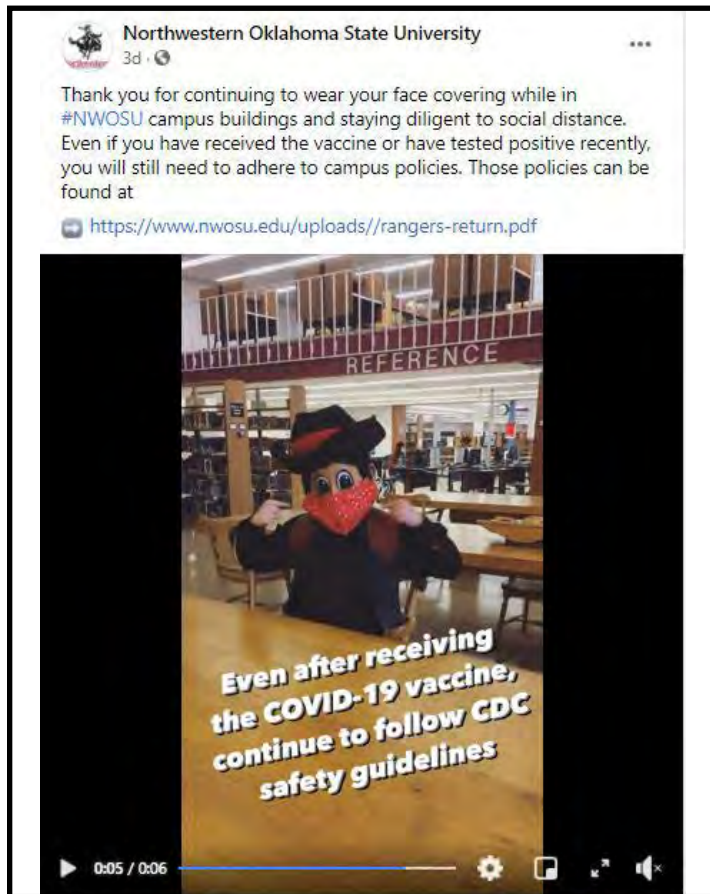 Northwestern Oklahoma State University
3d
Thank you for continuing to wear your face covering while in
#NWOSU campus buildings and staying diligent to social distance.
Even if you have received the vaccine or have tested positive recently,
you will still need to adhere to campus policies. Those policies can be
found at
https://www.nwosu.edu/uploads//rangers-return.pdf
REFERENCE
Even after receiving
the COVID-19 vaccine,
continue to follow CDC
safety guidelines
0:05 / 0:06